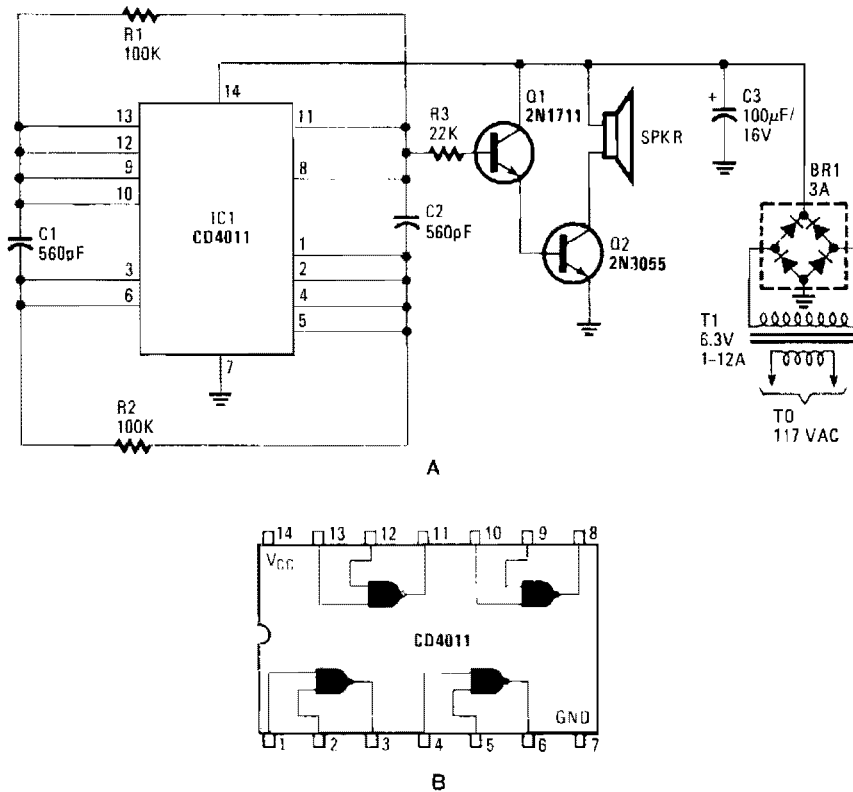 R1
100K
14
13
12
9
10
11
8
R3
22K
Q1
2N1711
SPKR
+
C3
100µF/
16V
BR1
3A
C1
560pF
IC1
CD4011
C2
560pF
Q2
2N3055
3
6
1
2
4
5
7
T1
6.3V
1-12A
R2
100K
TO
117 VAC
A
14 13 12 11 10 9 8
VCC
CD4011
GND
1 2 3 4 5 6 7
B